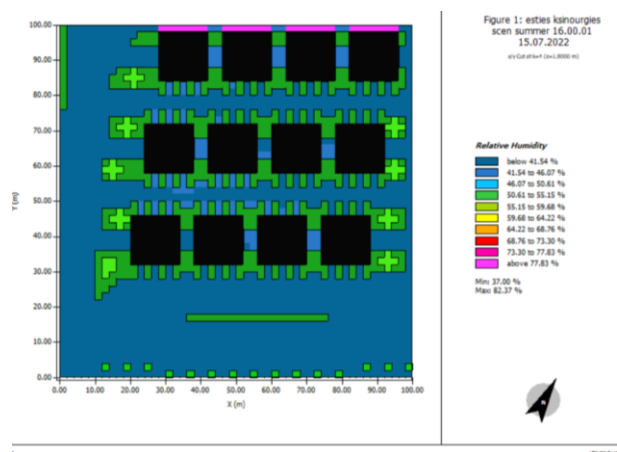 Figure 1: esties ksinourgies
scen summer 16.00.01
15.07.2022
x/y Cut at k=4 (z=1.8000 m)
100.00
90.00
80.00
70.00
60.00
50.00
40.00
30.00
20.00
10.00
0.00
Y (m)
0.00 10.00 20.00 30.00 40.00 50.00 60.00 70.00 80.00 90.00 100.00
X (m)
Relative Humidity
below 41.54 %
41.54 to 46.07 %
46.07 to 50.61 %
50.61 to 55.15 %
55.15 to 59.68 %
59.68 to 64.22 %
64.22 to 68.76 %
68.76 to 73.30 %
73.30 to 77.83 %
above 77.83 %
Min: 37.00 %
Max: 82.37 %
N